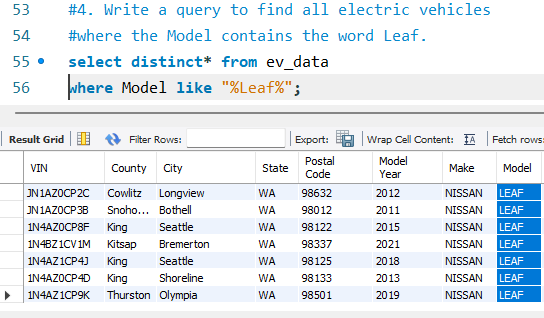 53 #4. Write a query to find all electric vehicles
54 #where the Model contains the word Leaf.
55 select distinct* from ev_data
56 where Model like "%Leaf%";
Result Grid Filter Rows: Export: Wrap Cell Content: Fetch rows:
VIN County City State Postal Code Model Year Make Model
JN1AZ0CP2C Cowlitz Longview WA 98632 2012 NISSAN LEAF
JN1AZ0CP3B Snoho... Bothell WA 98012 2011 NISSAN LEAF
1N4AZ0CP8F King Seattle WA 98122 2015 NISSAN LEAF
1N4BZ1CV1M Kitsap Bremerton WA 98337 2021 NISSAN LEAF
1N4AZ1CP4J King Seattle WA 98125 2018 NISSAN LEAF
1N4AZ0CP4D King Shoreline WA 98133 2013 NISSAN LEAF
1N4AZ1CP9K Thurston Olympia WA 98501 2019 NISSAN LEAF